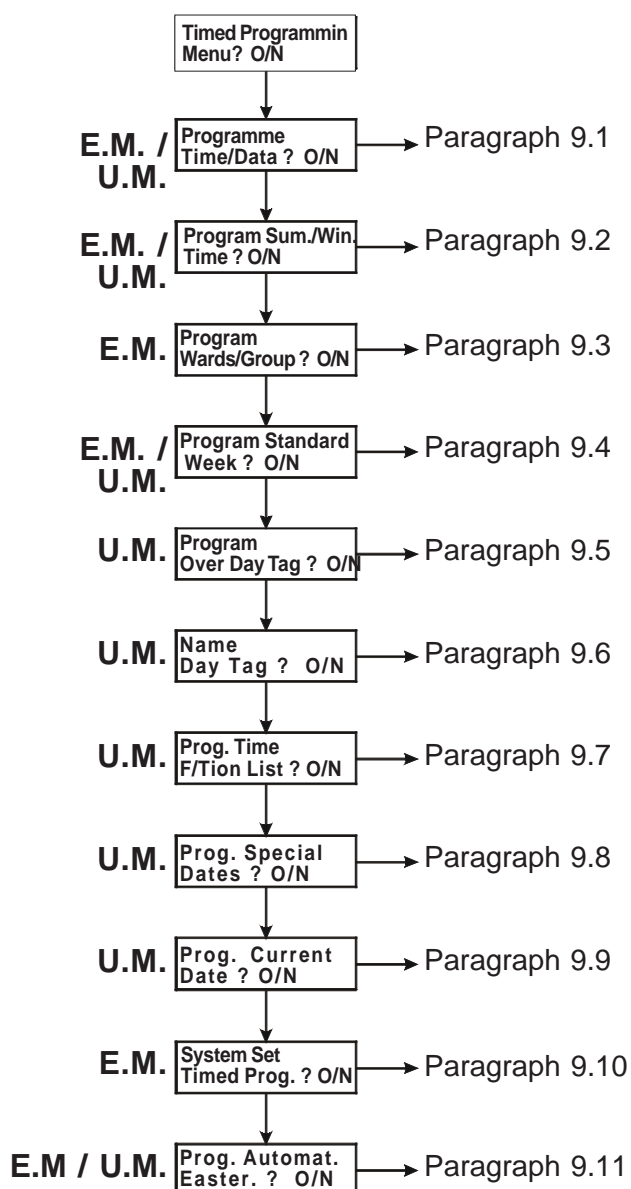 Timed Programmin
Menu? O/N
E.M. /
U.M.
Programme
Time/Data ? O/N
Paragraph 9.1
E.M. /
U.M.
Program Sum./Win.
Time ? O/N
Paragraph 9.2
E.M.
Program
Wards/Group ? O/N
Paragraph 9.3
E.M. /
U.M.
Program Standard
Week ? O/N
Paragraph 9.4
U.M.
Program
Over Day Tag ? O/N
Paragraph 9.5
U.M.
Name
Day Tag ? O/N
Paragraph 9.6
U.M.
Prog. Time
F/Tion List ? O/N
Paragraph 9.7
U.M.
Prog. Special
Dates ? O/N
Paragraph 9.8
U.M.
Prog. Current
Date ? O/N
Paragraph 9.9
E.M.
System Set
Timed Prog. ? O/N
Paragraph 9.10
E.M / U.M.
Prog. Automat.
Easter. ? O/N
Paragraph 9.11